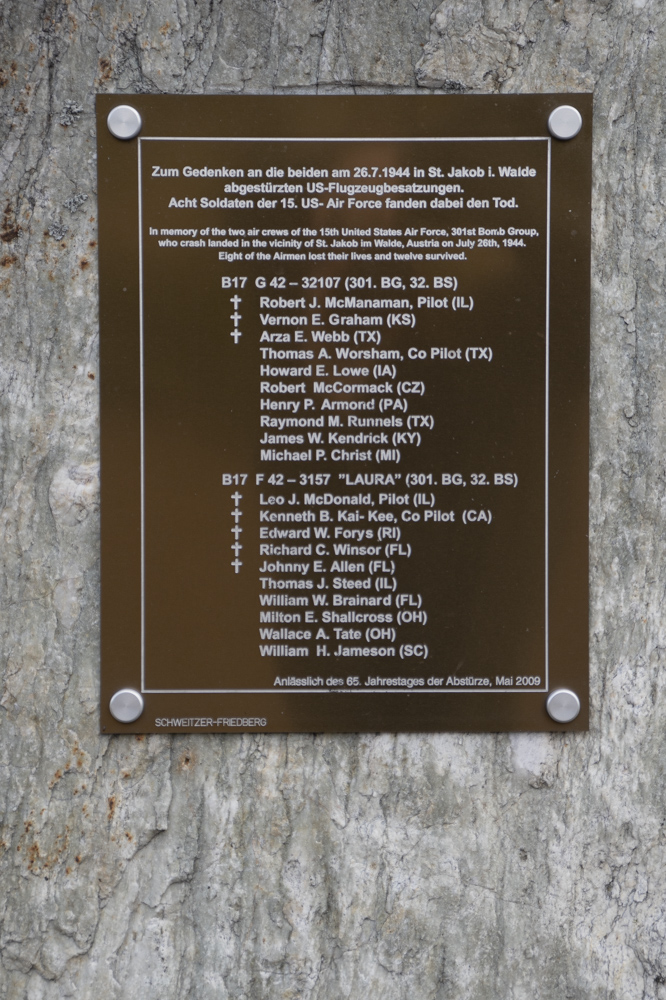 Zum Gedenken an die beiden am 26.7.1944 in St. Jakob i. Walde
abgestürzten US-Flugzeugbesatzungen.
Acht Soldaten der 15. US- Air Force fanden dabei den Tod.
In memory of the two air crews of the 15th United States Air Force, 301st Bomb Group,
who crash landed in the vicinity of St. Jakob im Walde, Austria on July 26th, 1944.
Eight of the Airmen lost their lives and twelve survived.
B17 G 42 – 32107 (301. BG, 32. BS)
✝ Robert J. McManaman, Pilot (IL)
✝ Vernon E. Graham (KS)
✝ Arza E. Webb (TX)
Thomas A. Worsham, Co Pilot (TX)
Howard E. Lowe (IA)
Robert McCormack (CZ)
Henry P. Armond (PA)
Raymond M. Runnels (TX)
James W. Kendrick (KY)
Michael P. Christ (MI)
B17 F 42 – 3157 ”LAURA” (301. BG, 32. BS)
✝ Leo J. McDonald, Pilot (IL)
✝ Kenneth B. Kai- Kee, Co Pilot (CA)
✝ Edward W. Forys (RI)
✝ Richard C. Winsor (FL)
✝ Johnny E. Allen (FL)
Thomas J. Steed (IL)
William W. Brainard (FL)
Milton E. Shallcross (OH)
Wallace A. Tate (OH)
William H. Jameson (SC)
Anlässlich des 65. Jahrestages der Abstürze, Mai 2009
SCHWEITZER-FRIEDBERG